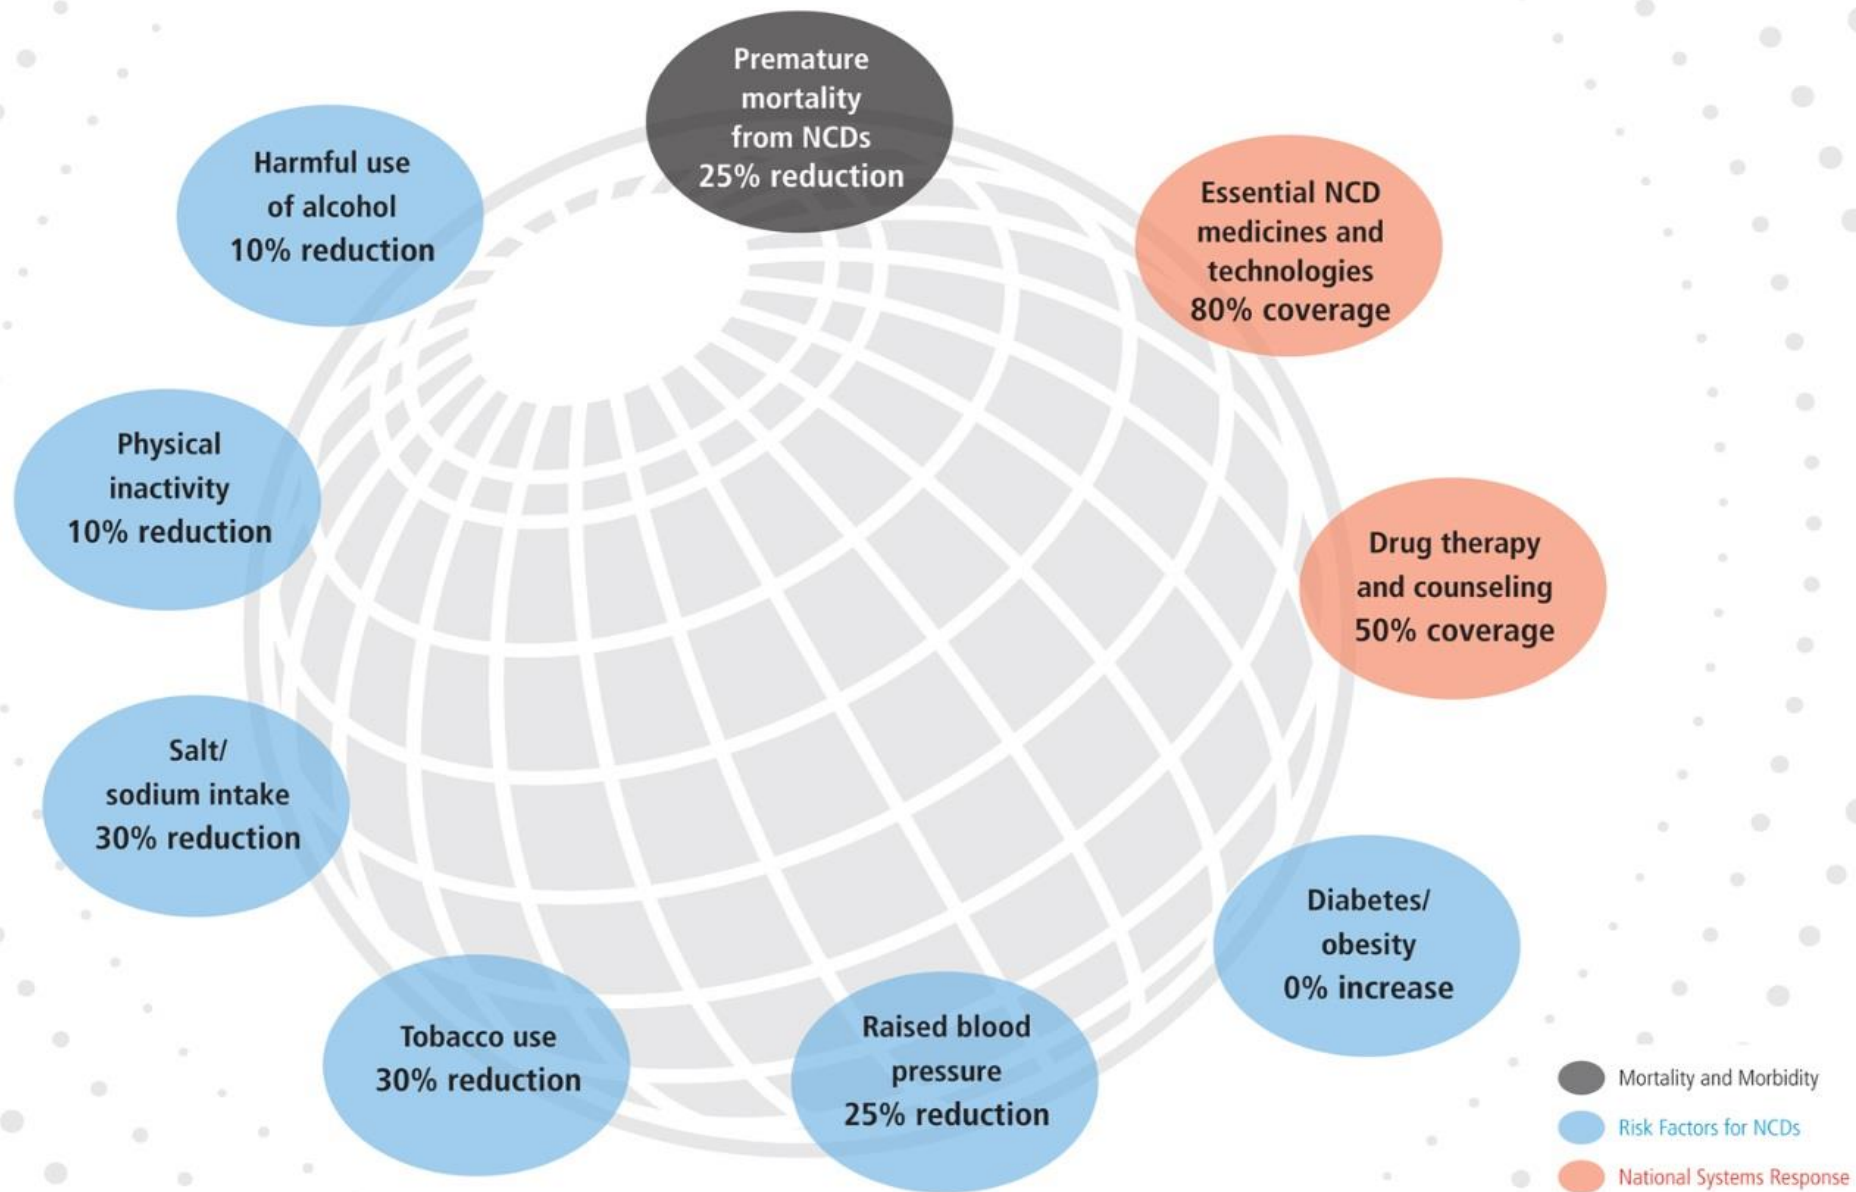 Premature
mortality
from NCDs
25% reduction
Harmful use
of alcohol
10% reduction
Essential NCD
medicines and
technologies
80% coverage
Physical
inactivity
10% reduction
Drug therapy
and counseling
50% coverage
Salt/
sodium intake
30% reduction
Diabetes/
obesity
0% increase
Tobacco use
30% reduction
Raised blood
pressure
25% reduction
Mortality and Morbidity
Risk Factors for NCDs
National Systems Response